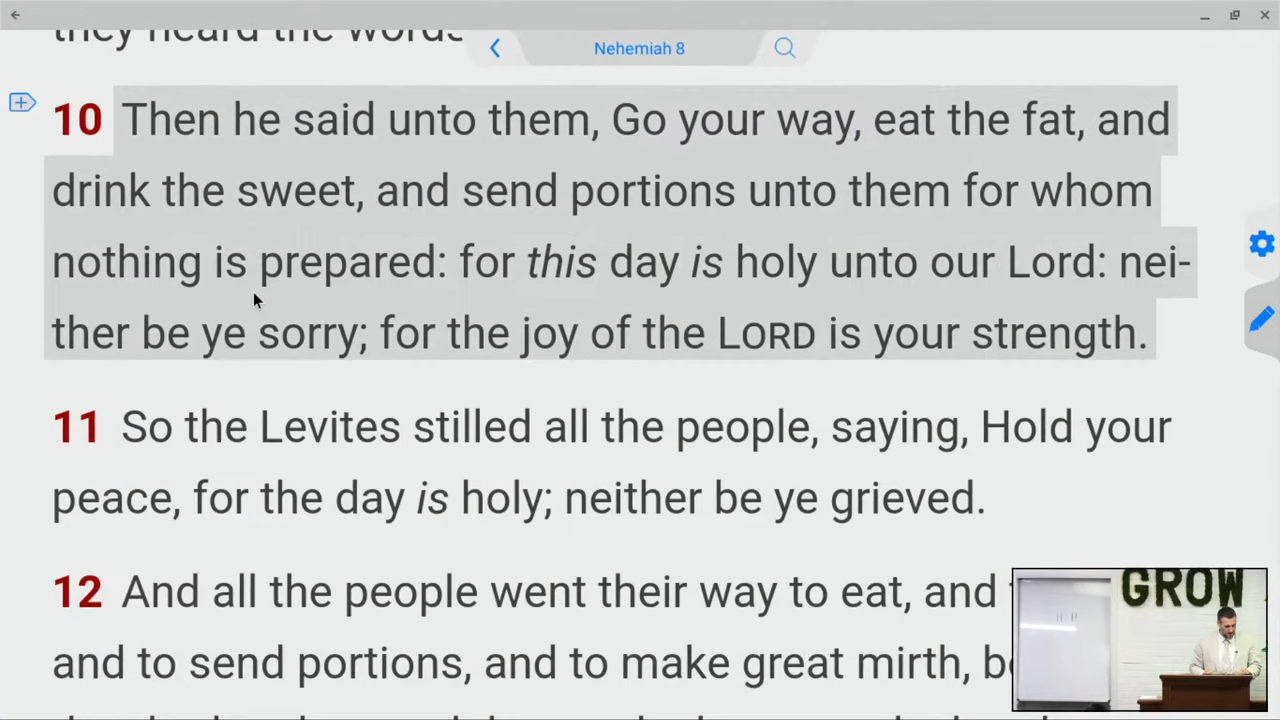 they heard the words
Nehemiah 8
10 Then he said unto them, Go your way, eat the fat, and
drink the sweet, and send portions unto them for whom
nothing is prepared: for this day is holy unto our Lord: nei-
ther be ye sorry; for the joy of the LORD is your strength.
11 So the Levites stilled all the people, saying, Hold your
peace, for the day is holy; neither be ye grieved.
12 And all the people went their way to eat, and
and to send portions, and to make great mirth,
GROW